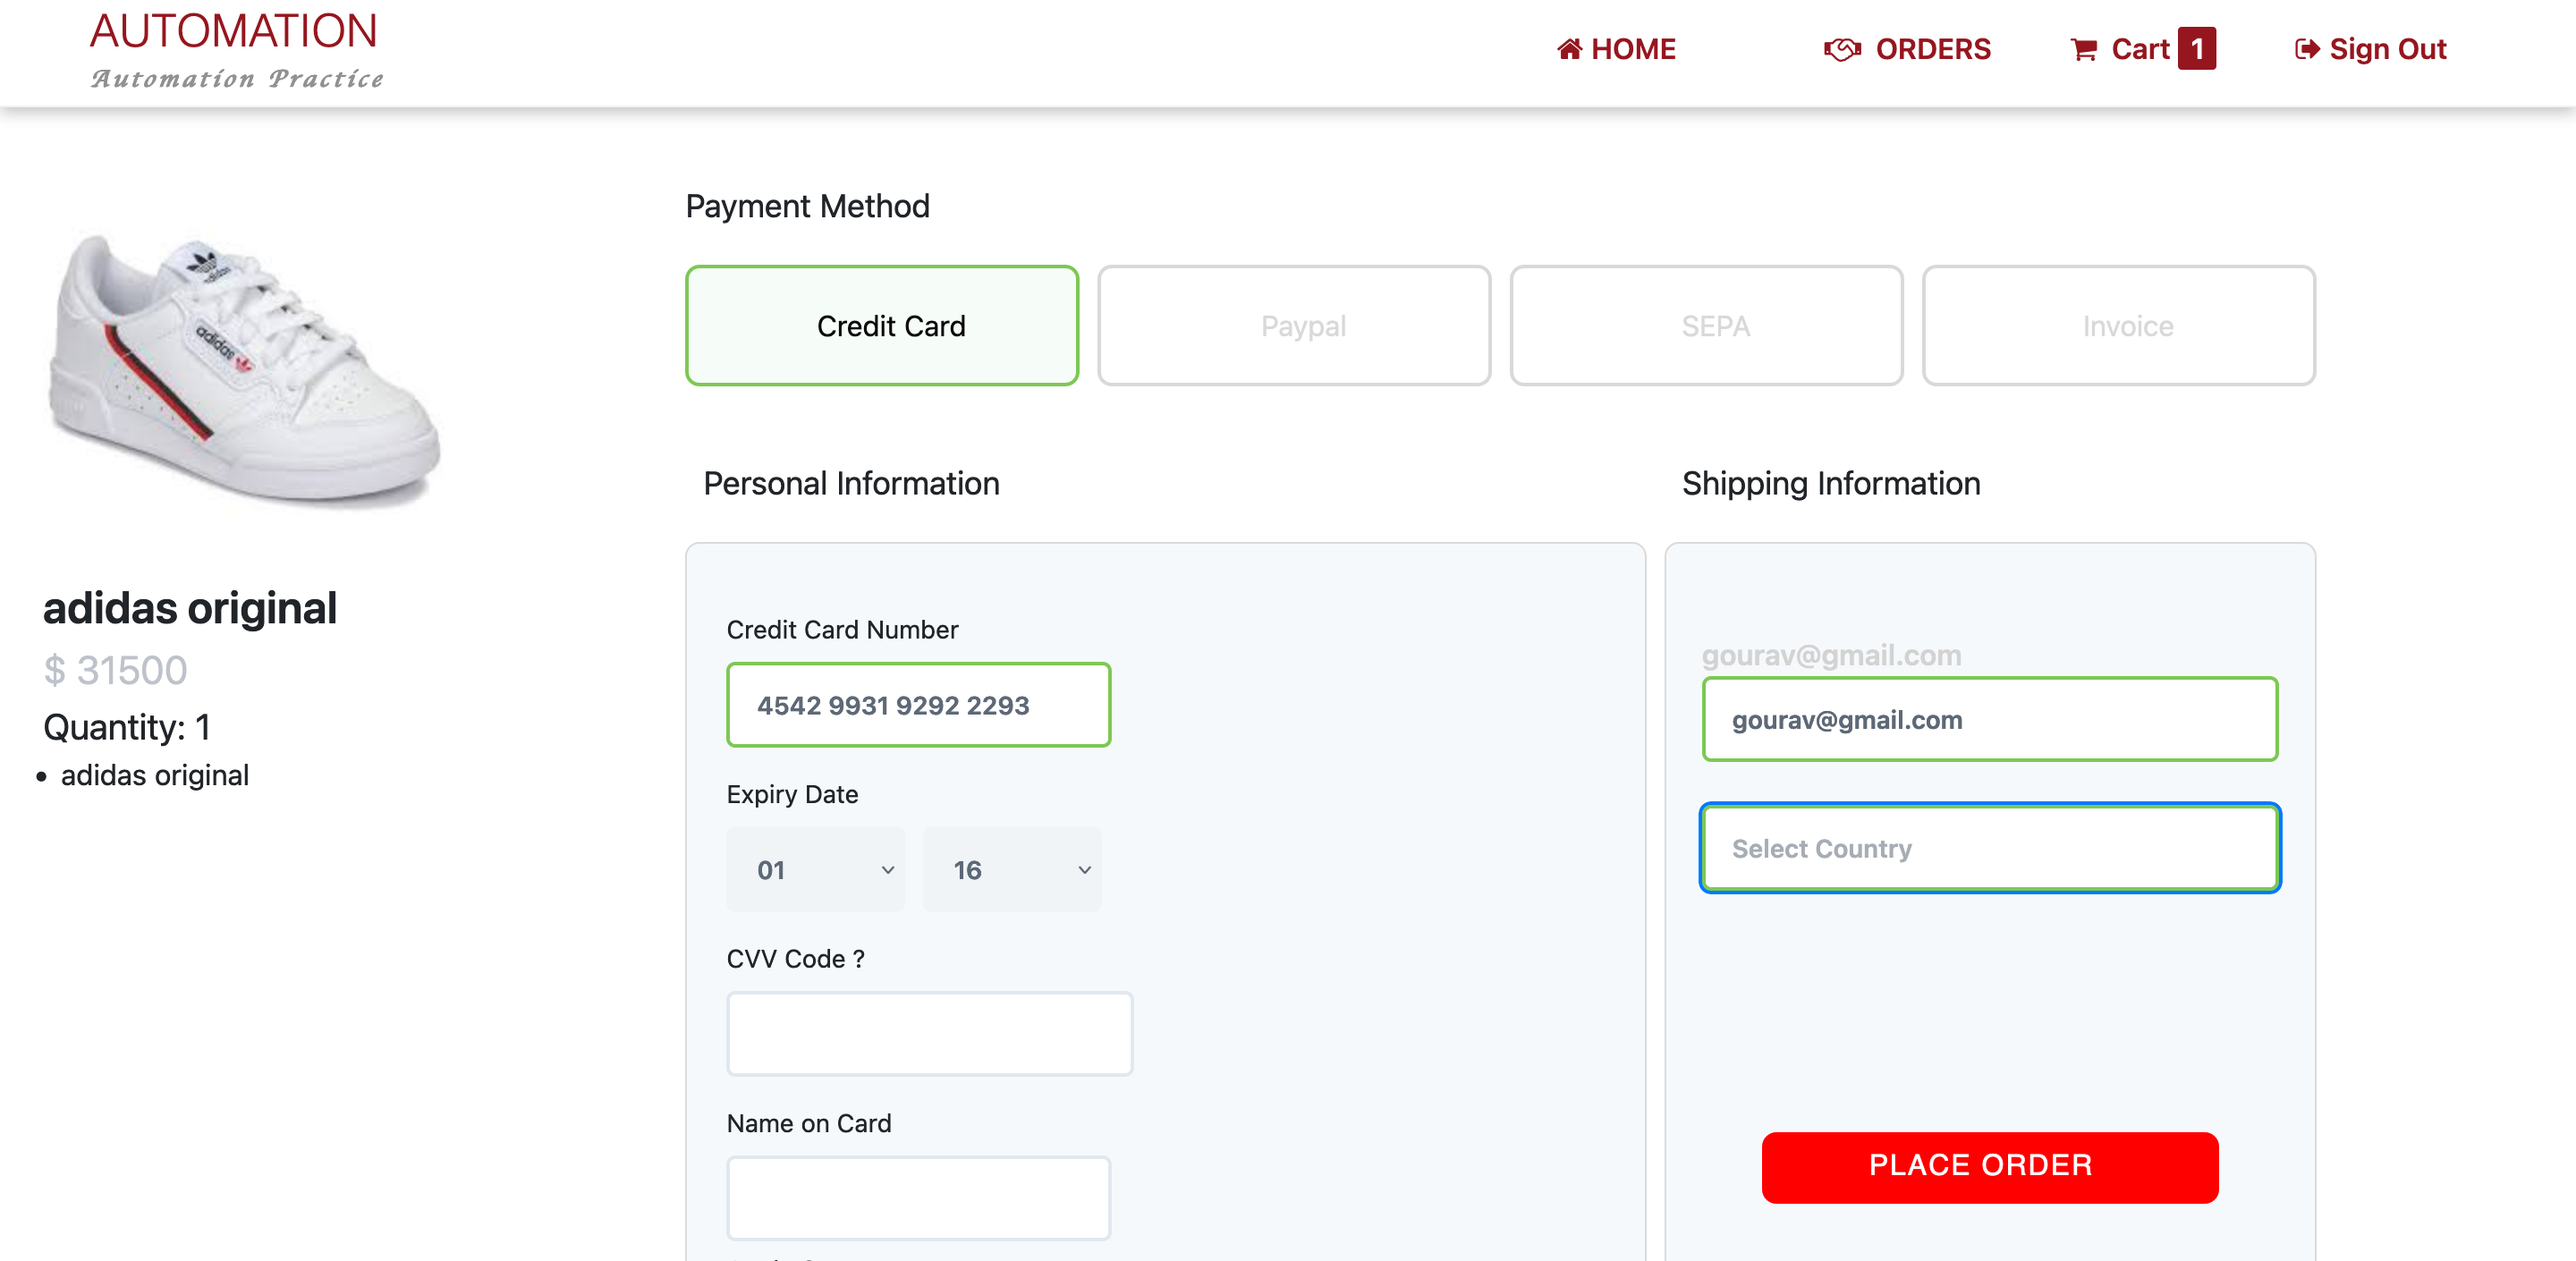 AUTOMATION
Automation Practice
HOME
ORDERS
Cart 1
Sign Out
adidas
adidas
adidas original
$ 31500
Quantity: 1
• adidas original
Payment Method
Credit Card
Paypal
SEPA
Invoice
Personal Information
Credit Card Number
4542 9931 9292 2293
Expiry Date
01
16
CVV Code ?
Name on Card
Shipping Information
gourav@gmail.com
gourav@gmail.com
Select Country
PLACE ORDER